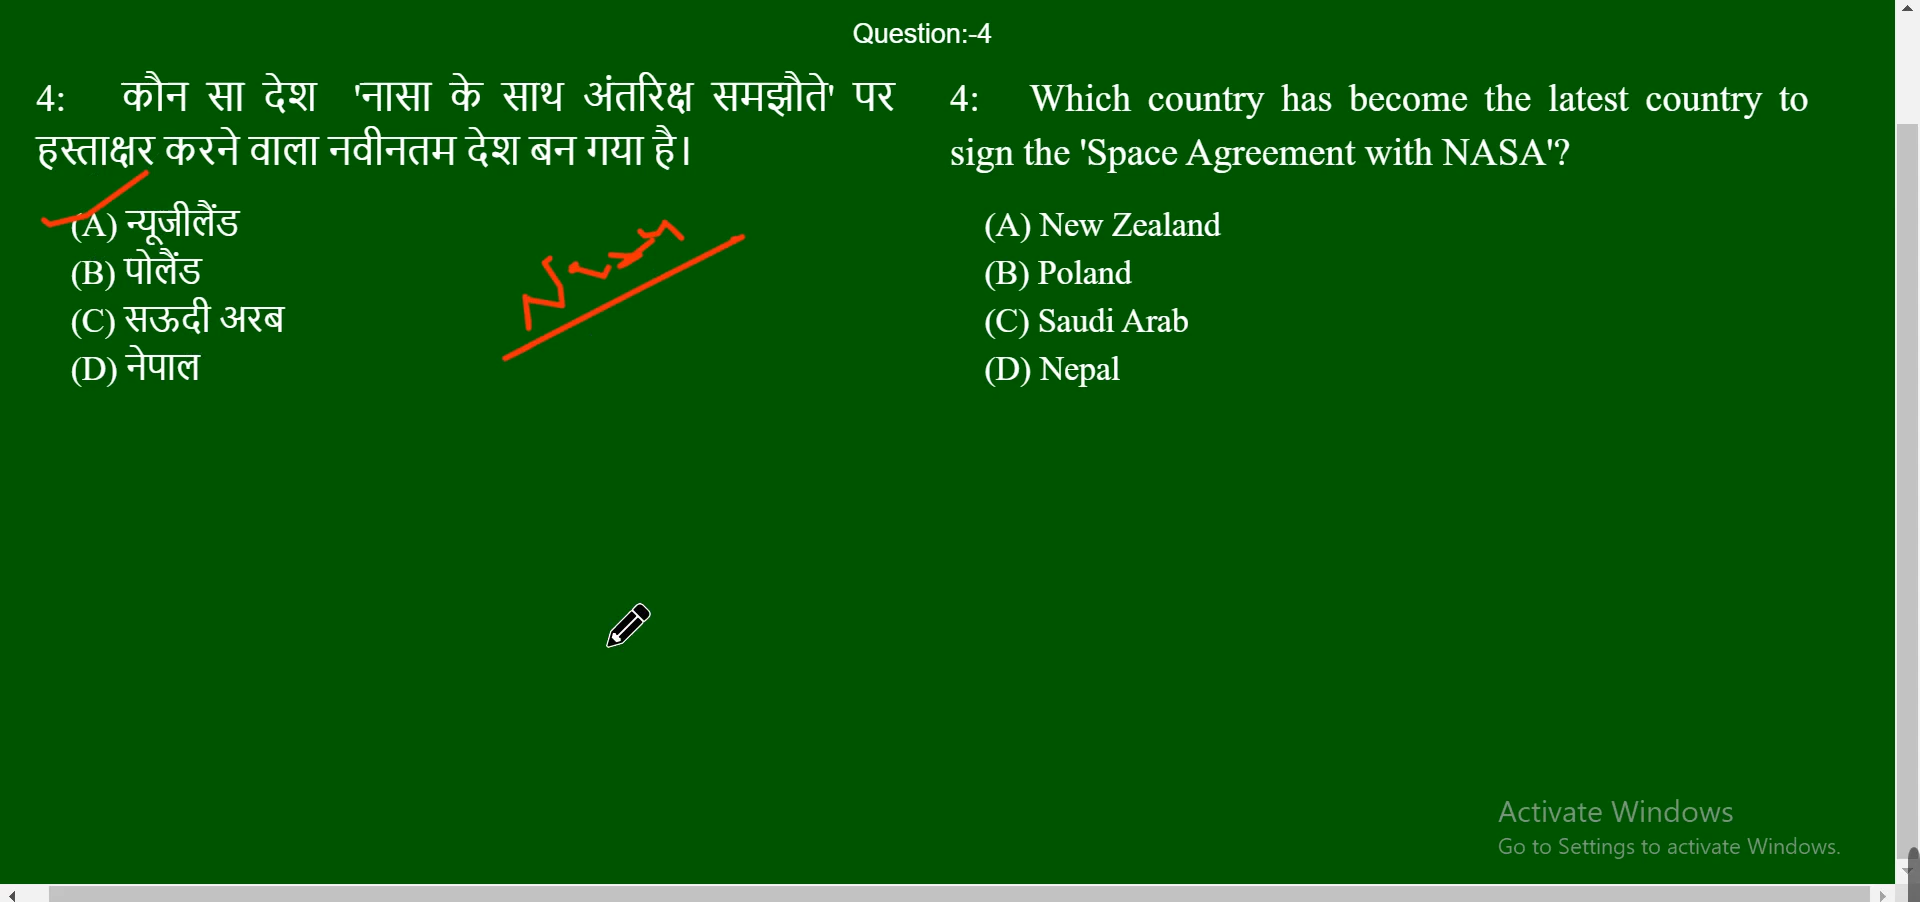 Question:-4
4: कौन सा देश 'नासा के साथ अंतरिक्ष समझौते' पर
हस्ताक्षर करने वाला नवीनतम देश बन गया है।
(A) न्यूजीलैंड
(B) पोलैंड
(C) सऊदी अरब
(D) नेपाल
4: Which country has become the latest country to
sign the 'Space Agreement with NASA'?
(A) New Zealand
(B) Poland
(C) Saudi Arab
(D) Nepal
Activate Windows
Go to Settings to activate Windows.